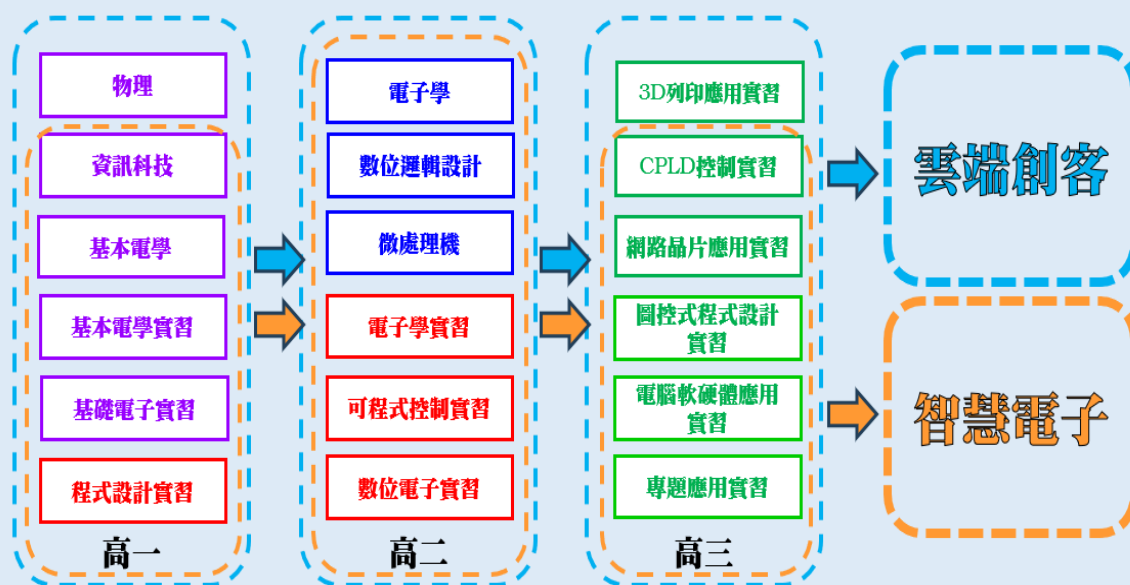 物理
資訊科技
基本電學
基本電學實習
基礎電子實習
程式設計實習
高一
電子學
數位邏輯設計
微處理機
電子學實習
可程式控制實習
數位電子實習
高二
3D列印應用實習
CPLD控制實習
網路晶片應用實習
圖控式程式設計
實習
電腦軟硬體應用
實習
專題應用實習
高三
雲端創客
智慧電子